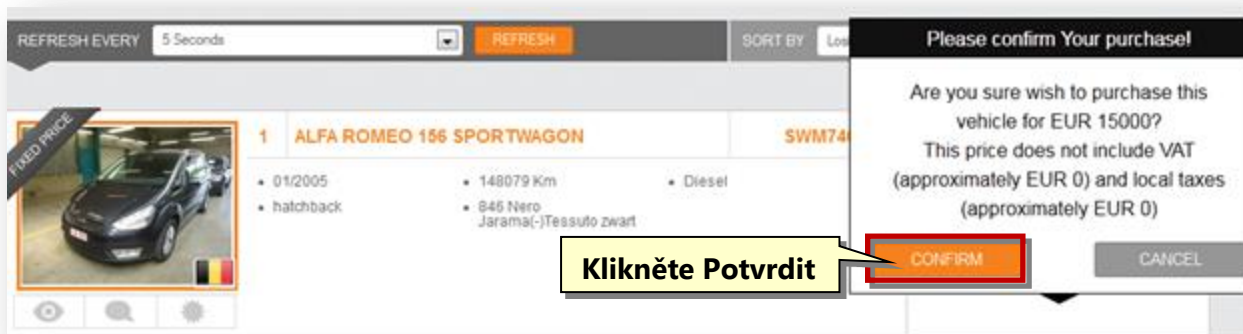 REFRESH EVERY 5 Seconds REFRESH SORT BY
Please confirm Your purchase!
Are you sure wish to purchase this
vehicle for EUR 15000?
This price does not include VAT
(approximately EUR 0) and local taxes
(approximately EUR 0)
CONFIRM CANCEL
FIXED PRICE
1 ALFA ROMEO 156 SPORTWAGON SWM74
• 01/2005 • 148079 Km • Diesel
• hatchback • 846 Nero
Jarama(-)Tessuto zwart
Klikněte Potvrdit